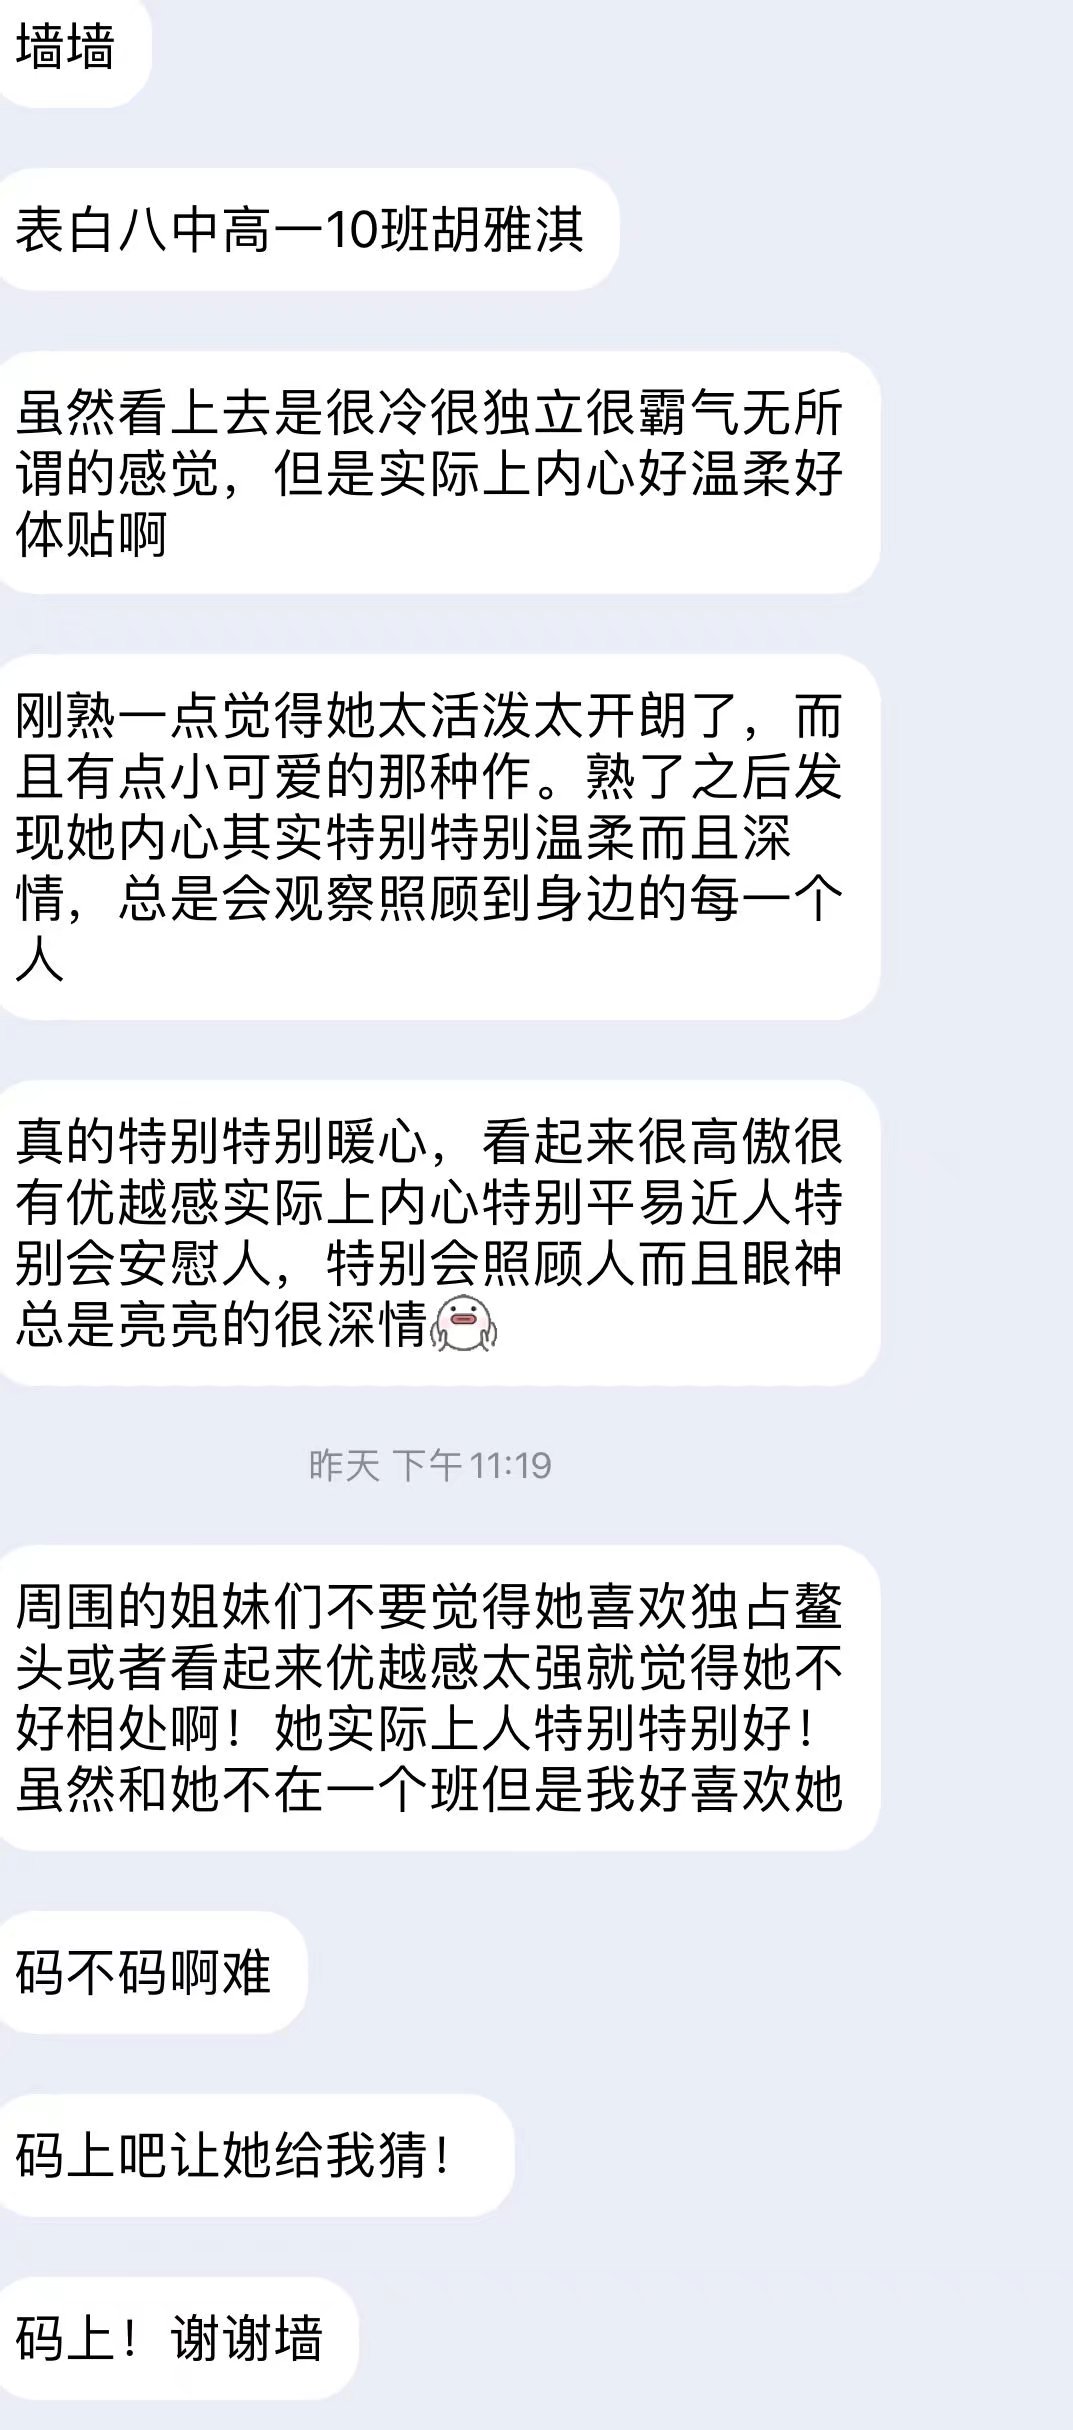 墙墙
表白八中高一10班胡雅淇
虽然看上去是很冷很独立很霸气无所
谓的感觉，但是实际上内心好温柔好
体贴啊
刚熟一点觉得她太活泼太开朗了，而
且有点小可爱的那种作。熟了之后发
现她内心其实特别特别温柔而且深
情，总是会观察照顾到身边的每一个
人
真的特别特别暖心，看起来很高傲很
有优越感实际上内心特别平易近人特
别会安慰人，特别会照顾人而且眼神
总是亮亮的很深情
昨天 下午11:19
周围的姐妹们不要觉得她喜欢独占鳌
头或者看起来优越感太强就觉得她不
好相处啊！她实际上人特别特别好！
虽然和她不在一个班但是我好喜欢她
码不码啊难
码上吧让她给我猜！
码上！谢谢墙